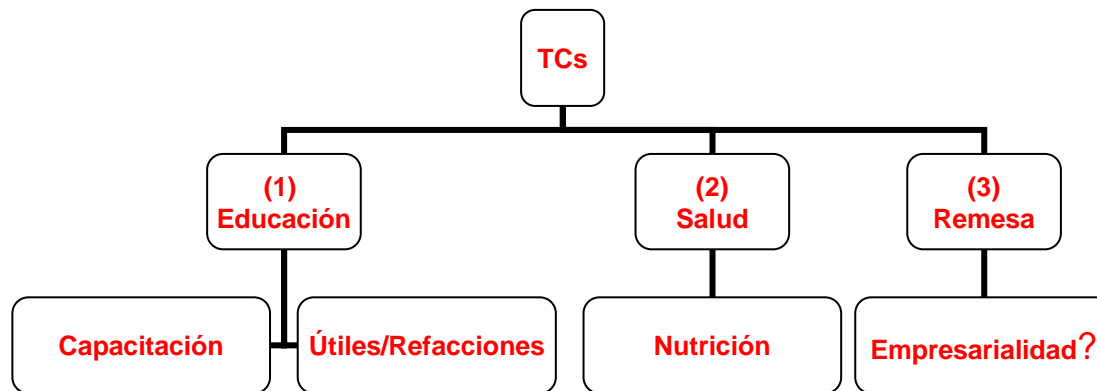 TCs
(1)
Educación
(2)
Salud
(3)
Remesa
Capacitación
Útiles/Refacciones
Nutrición
Empresarialidad?